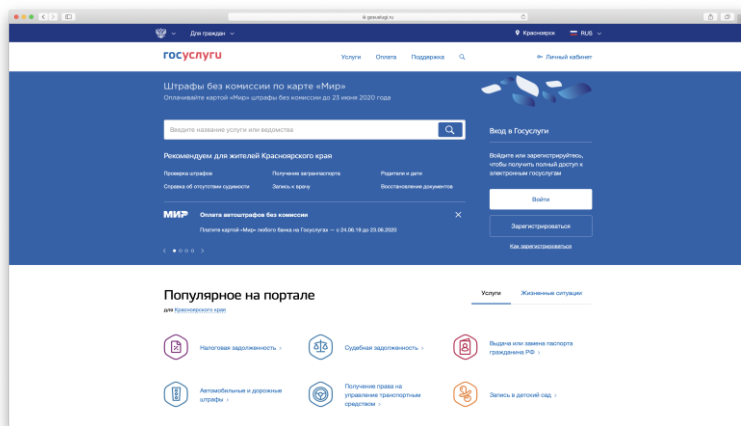 gosuslugi.ru
Для граждан
Красноярск
RUS
госуслуги
Услуги
Оплата
Поддержка
Личный кабинет
Штрафы без комиссии по карте «Мир»
Оплачивайте картой «Мир» штрафы без комиссии до 23 июня 2020 года
Введите название услуги или ведомства
Вход в Госуслуги
Рекомендуем для жителей Красноярского края
Войдите или зарегистрируйтесь,
чтобы получить полный доступ к
электронным госуслугам
Проверка штрафов
Получение загранпаспорта
Родители и дети
Справка об отсутствии судимости
Запись к врачу
Восстановление документов
Войти
МИР
Оплата автоштрафов без комиссии
Платите картой «Мир» любого банка на Госуслугах — с 24.06.19 до 23.06.2020
Зарегистрироваться
Как зарегистрироваться
Популярное на портале
Услуги
Жизненные ситуации
для Красноярского края
Налоговая задолженность
Судебная задолженность
Выдача или замена паспорта
гражданина РФ
Автомобильные и дорожные
штрафы
Получение права на
управление транспортным
средством
Запись в детский сад